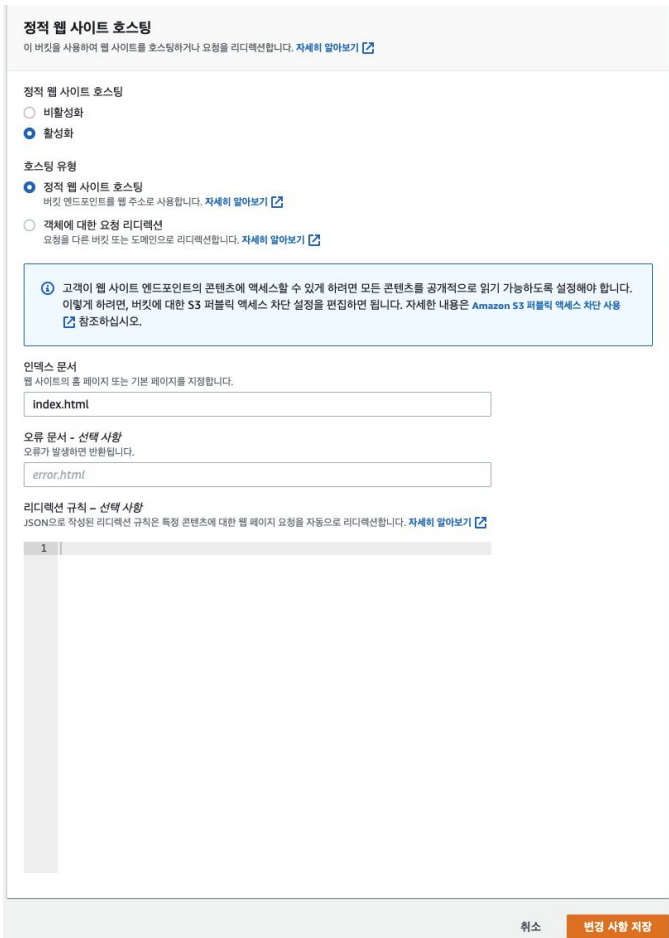 정적 웹 사이트 호스팅
이 버킷을 사용하여 웹 사이트를 호스팅하거나 요청을 리디렉션합니다. 자세히 알아보기
정적 웹 사이트 호스팅
비활성화
활성화
호스팅 유형
정적 웹 사이트 호스팅
버킷 엔드포인트를 웹 주소로 사용합니다. 자세히 알아보기
객체에 대한 요청 리디렉션
요청을 다른 버킷 또는 도메인으로 리디렉션합니다. 자세히 알아보기
고객이 웹 사이트 엔드포인트의 콘텐츠에 액세스할 수 있게 하려면 모든 콘텐츠를 공개적으로 읽기 가능하도록 설정해야 합니다.
이렇게 하려면, 버킷에 대한 S3 퍼블릭 액세스 차단 설정을 편집하면 됩니다. 자세한 내용은 Amazon S3 퍼블릭 액세스 차단 사용
참조하십시오.
인덱스 문서
웹 사이트의 홈 페이지 또는 기본 페이지를 지정합니다.
index.html
오류 문서 - 선택 사항
오류가 발생하면 반환됩니다.
error.html
리디렉션 규칙 – 선택 사항
JSON으로 작성된 리디렉션 규칙은 특정 콘텐츠에 대한 웹 페이지 요청을 자동으로 리디렉션합니다. 자세히 알아보기
1
취소 변경 사항 저장